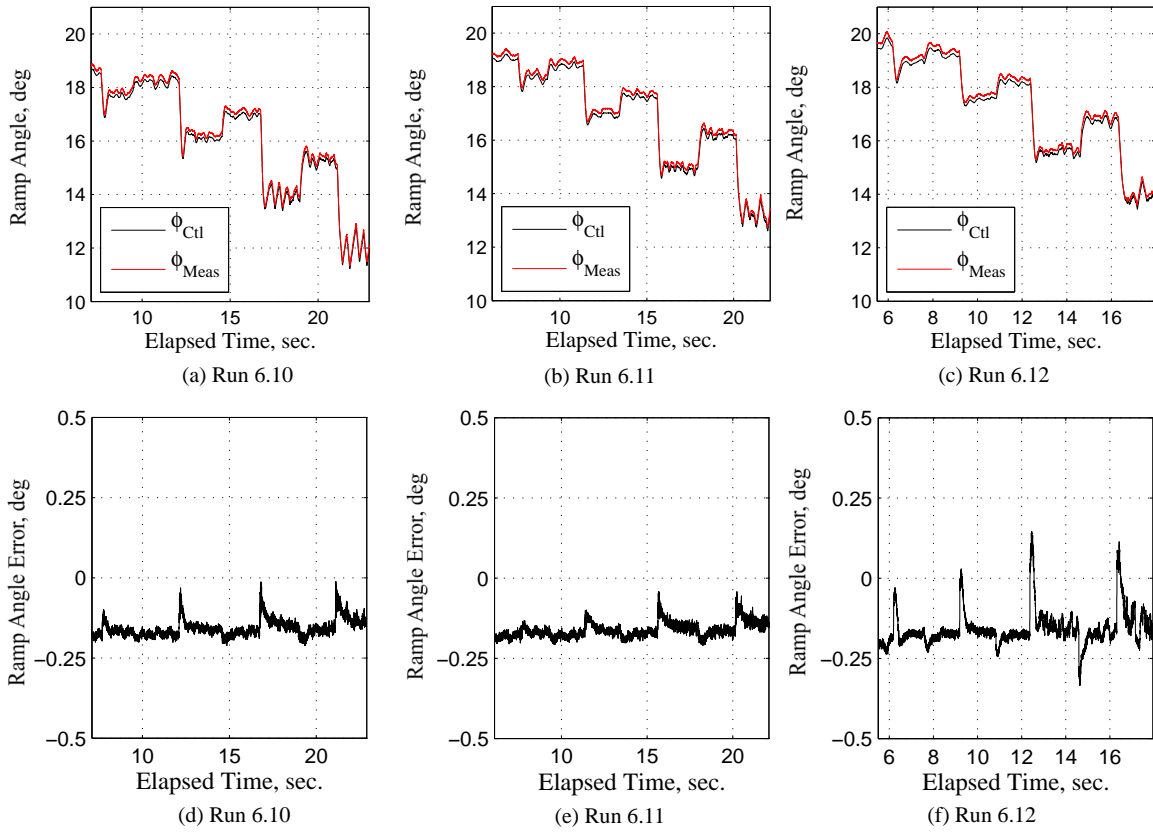 20
18
16
14
12
10
Ramp Angle, deg
ϕCtl
ϕMeas
10 15 20
Elapsed Time, sec.
(a) Run 6.10
20
18
16
14
12
10
Ramp Angle, deg
ϕCtl
ϕMeas
10 15 20
Elapsed Time, sec.
(b) Run 6.11
20
18
16
14
12
10
Ramp Angle, deg
ϕCtl
ϕMeas
6 8 10 12 14 16
Elapsed Time, sec.
(c) Run 6.12
0.5
0.25
0
−0.25
−0.5
Ramp Angle Error, deg
10 15 20
Elapsed Time, sec.
(d) Run 6.10
0.5
0.25
0
−0.25
−0.5
Ramp Angle Error, deg
10 15 20
Elapsed Time, sec.
(e) Run 6.11
0.5
0.25
0
−0.25
−0.5
Ramp Angle Error, deg
6 8 10 12 14 16
Elapsed Time, sec.
(f) Run 6.12